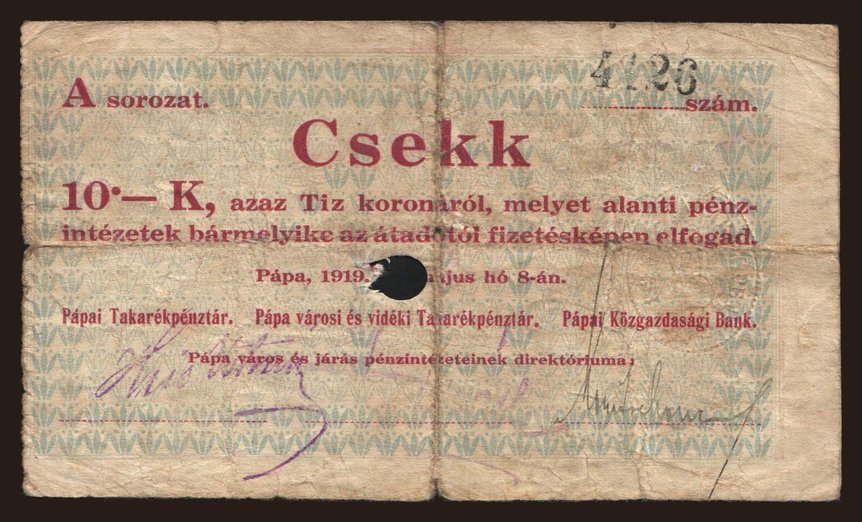 4126
A sorozat. szám.
Csekk
10·— K, azaz Tiz koronáról, melyet alanti pénz-
intézetek bármelyike az átadótól fizetésképen elfogad.
Pápa, 1919. hó 8-án.
Pápai Takarékpénztár. Pápa városi és vidéki Takarékpénztár. Pápai Közgazdasági Bank.
Pápa város és járás pénzintézeteinek direktóriuma: